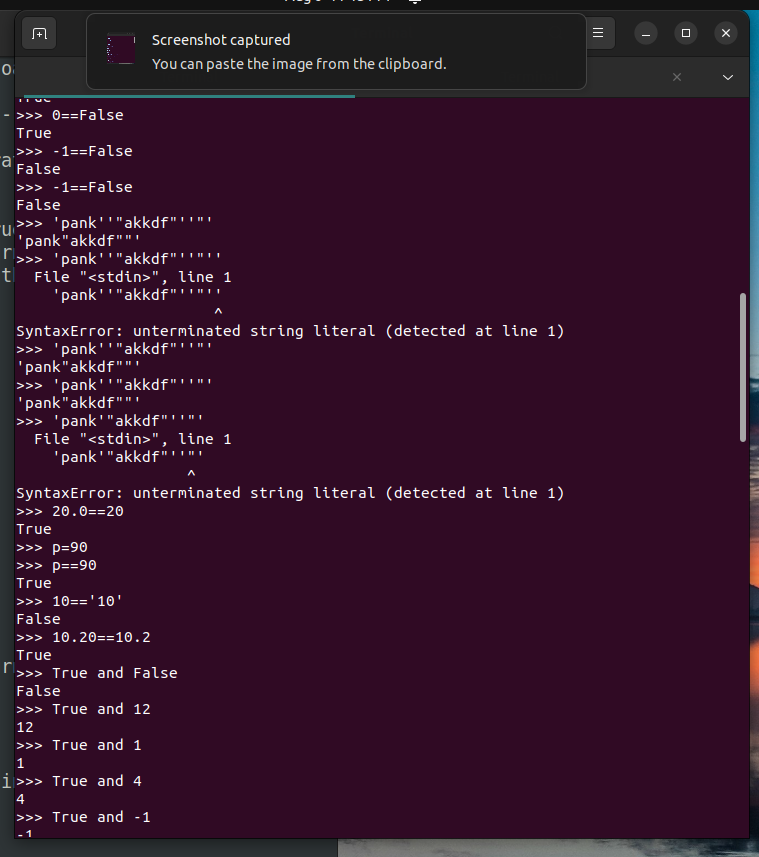 Screenshot captured
You can paste the image from the clipboard.
True
>>> 0==False
True
>>> -1==False
False
>>> -1==False
False
>>> 'pank''"akkdf"''"'
'pank"akkdf""'
>>> 'pank''"akkdf"''"''
  File "<stdin>", line 1
    'pank''"akkdf"''"''
                      ^
SyntaxError: unterminated string literal (detected at line 1)
>>> 'pank''"akkdf"''"'
'pank"akkdf""'
>>> 'pank''"akkdf"''"'
'pank"akkdf""'
>>> 'pank'"akkdf"''"'
  File "<stdin>", line 1
    'pank'"akkdf"''"'
                   ^
SyntaxError: unterminated string literal (detected at line 1)
>>> 20.0==20
True
>>> p=90
>>> p==90
True
>>> 10=='10'
False
>>> 10.20==10.2
True
>>> True and False
False
>>> True and 12
12
>>> True and 1
1
>>> True and 4
4
>>> True and -1
-1